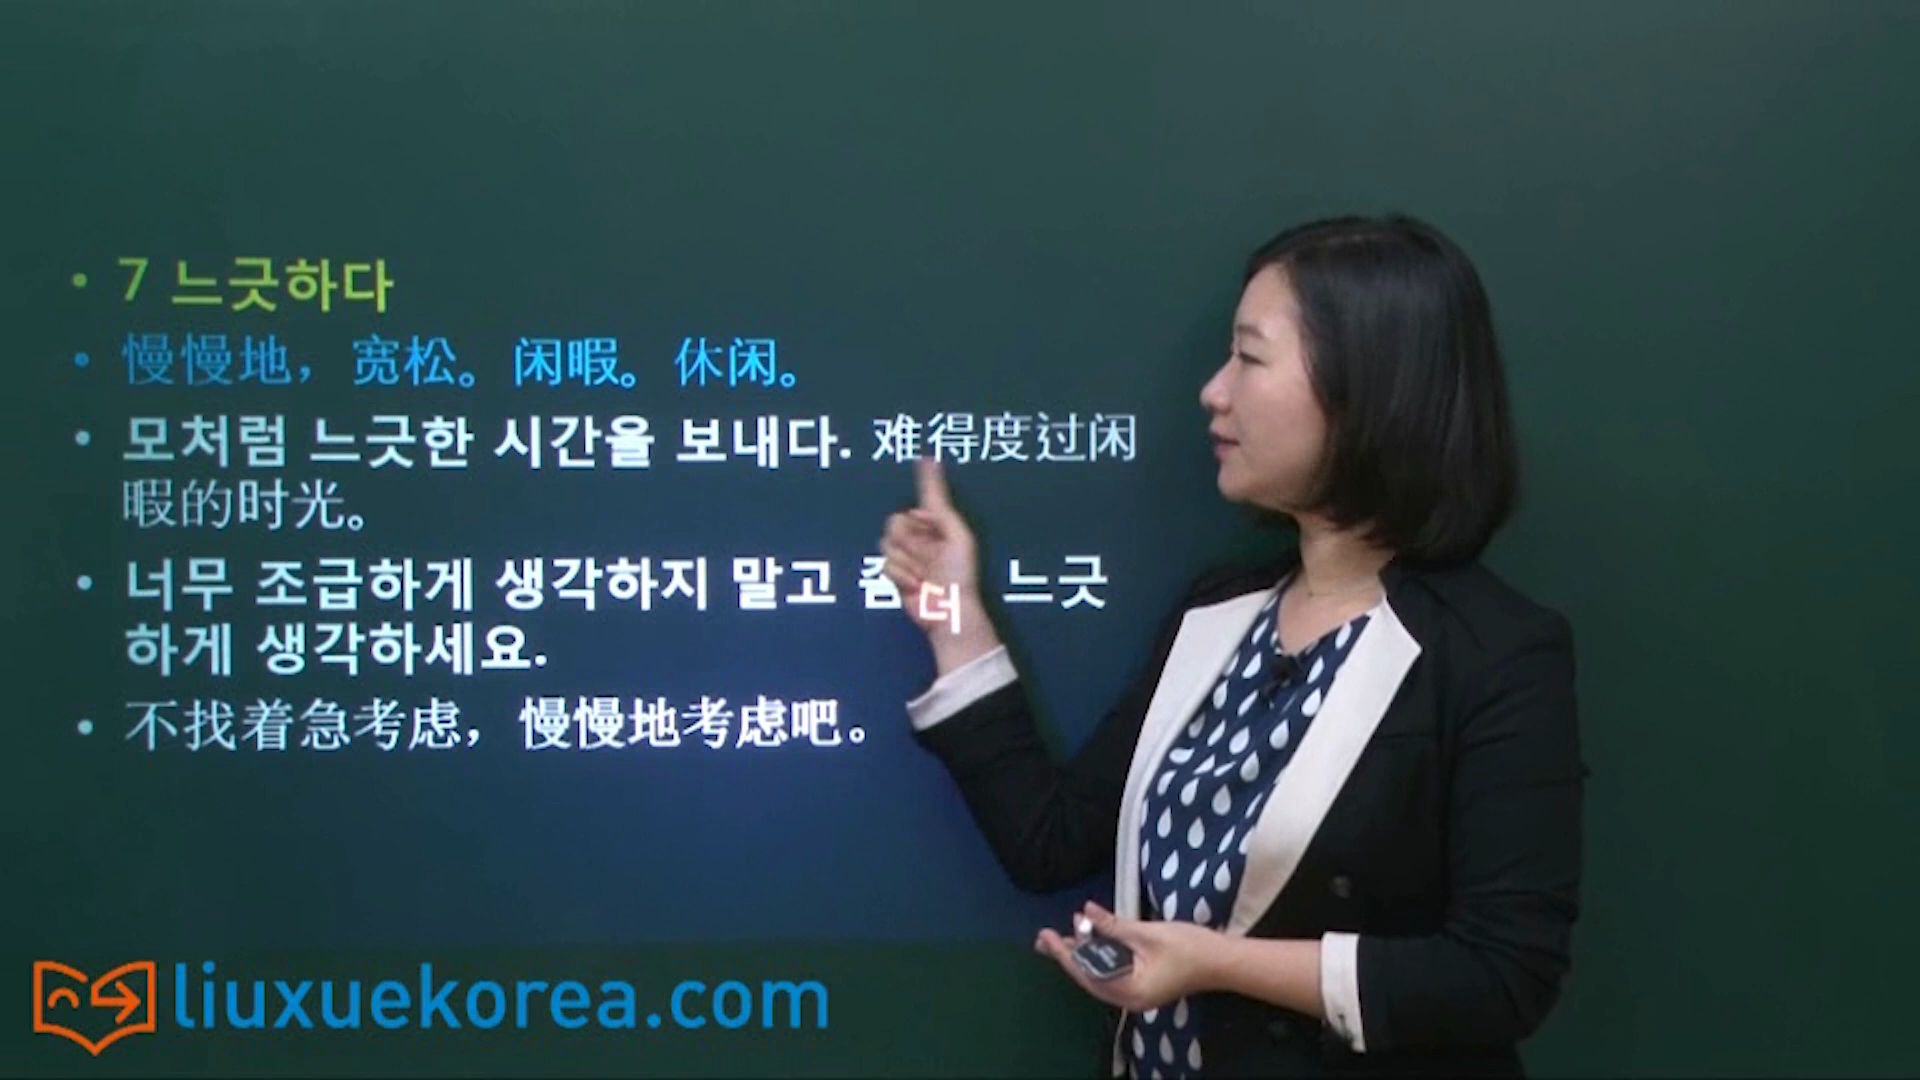 • 7 느긋하다
• 慢慢地，宽松。闲暇。休闲。
• 모처럼 느긋한 시간을 보내다. 难得度过闲
暇的时光。
• 너무 조급하게 생각하지 말고 좀 더 느긋
하게 생각하세요.
• 不找着急考虑，慢慢地考虑吧。
liuxuekorea.com